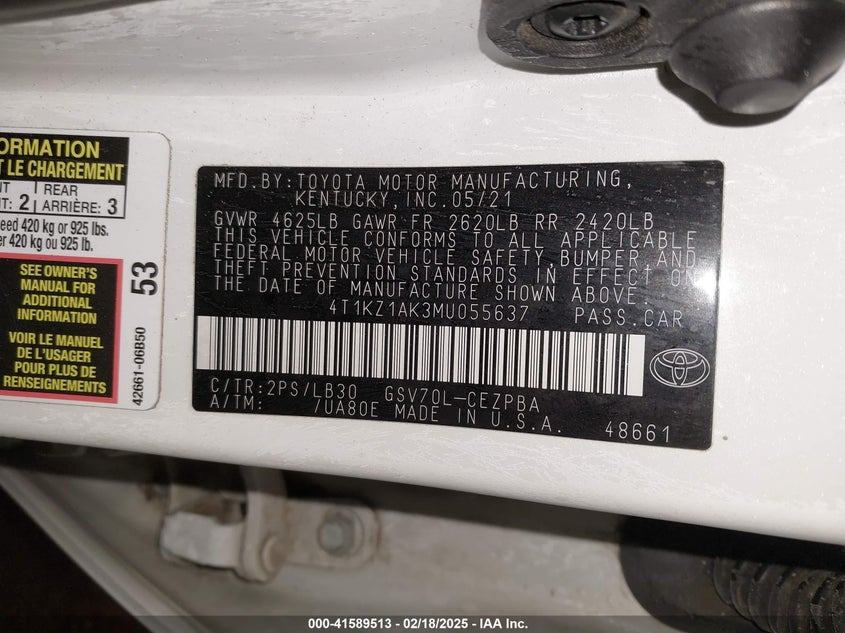 ORMATION
T LE CHARGEMENT
NT
T: 2
REAR
ARRIÈRE: 3
eed 420 kg or 925 lbs.
er 420 kg ou 925 lb.
SEE OWNER'S
MANUAL FOR
ADDITIONAL
INFORMATION
VOIR LE MANUEL
DE L'USAGER
POUR PLUS DE
RENSEIGNEMENTS
53
42661-06B50
MFD.BY:TOYOTA MOTOR MANUFACTURING,
KENTUCKY,INC.05/21
GVWR 4625LB GAWR FR 2620LB RR 2420LB
THIS VEHICLE CONFORMS TO ALL APPLICABLE
FEDERAL MOTOR VEHICLE SAFETY BUMPER AND
THEFT PREVENTION STANDARDS IN EFFECT ON
THE DATE OF MANUFACTURE SHOWN ABOVE.
4T1KZ1AK3MU055637 PASS.CAR
C/TR:2PS/LB30 GSV70L-CEZPBA
A/TM: /UA80E MADE IN U.S.A.
48661
000-41589513 - 02/18/2025 - IAA Inc.